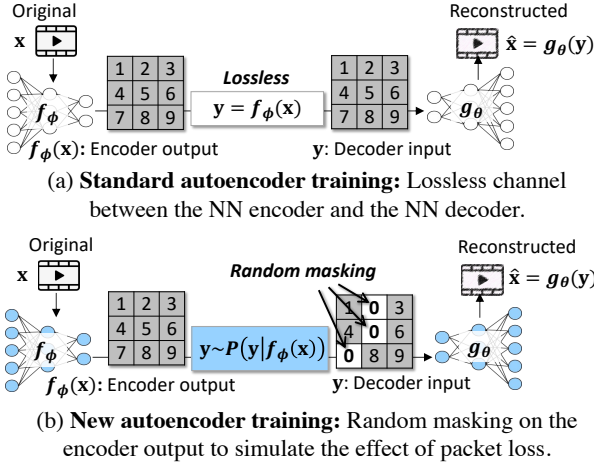 Original
Reconstructed
x
x̂ = g_θ(y)
1 2 3
4 5 6
7 8 9
Lossless
y = f_ϕ(x)
1 2 3
4 5 6
7 8 9
f_ϕ
g_θ
f_ϕ(x): Encoder output
y: Decoder input
(a) Standard autoencoder training: Lossless channel
between the NN encoder and the NN decoder.
Original
Reconstructed
x
x̂ = g_θ(y)
Random masking
1 2 3
4 5 6
7 8 9
y~P(y|f_ϕ(x))
1 0 3
4 0 6
0 8 9
f_ϕ
g_θ
f_ϕ(x): Encoder output
y: Decoder input
(b) New autoencoder training: Random masking on the
encoder output to simulate the effect of packet loss.